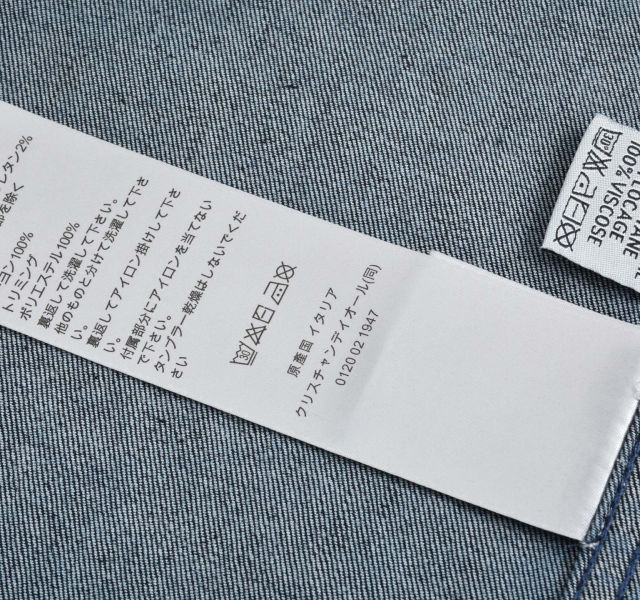 レタン2%
部を除く
ヨン100%
トリミング
ポリエステル100%
裏返して洗濯して下さい。
他のものと分けて洗濯して下さ
い。
裏返してアイロン掛けして下さ
い。
付属部分にアイロンを当てない
で下さい。
タンブラー乾燥はしないでくだ
さい
30
原産国 イタリア
クリスチャンディオール(同)
0120 02 1947
30
100% VISCOSE